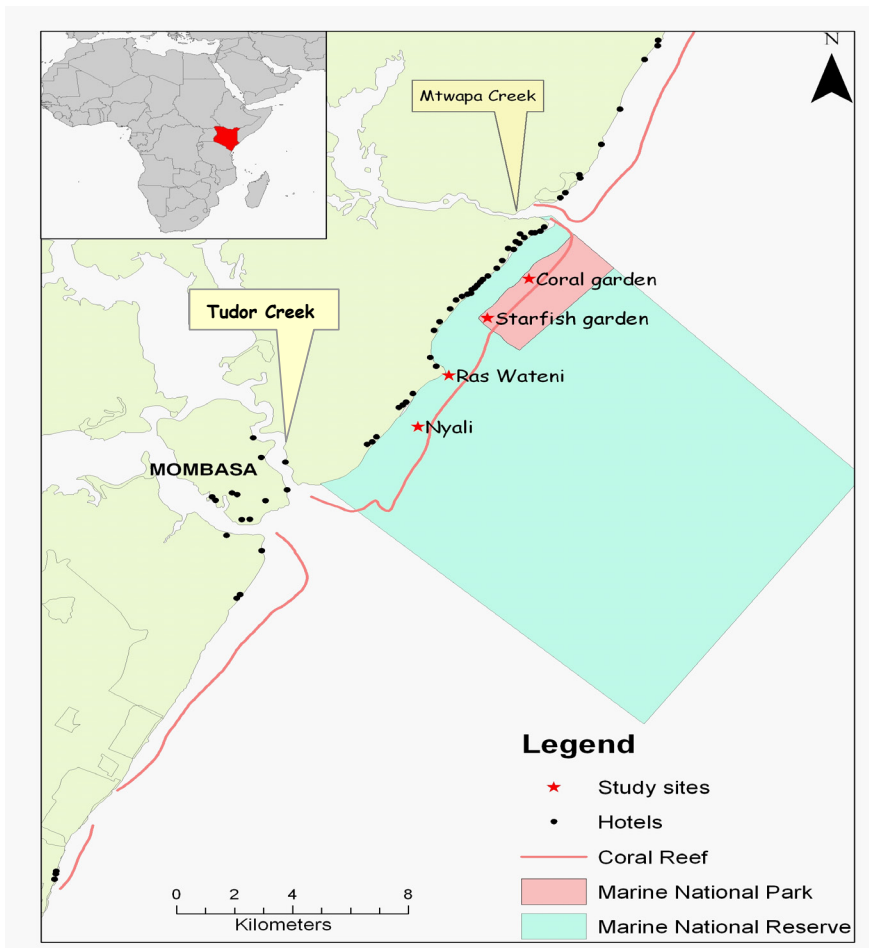 N
Mtwapa Creek
Coral garden
Tudor Creek
Starfish garden
Ras Wateni
Nyali
MOMBASA
Legend
Study sites
Hotels
Coral Reef
Marine National Park
Marine National Reserve
0 2 4 8
Kilometers